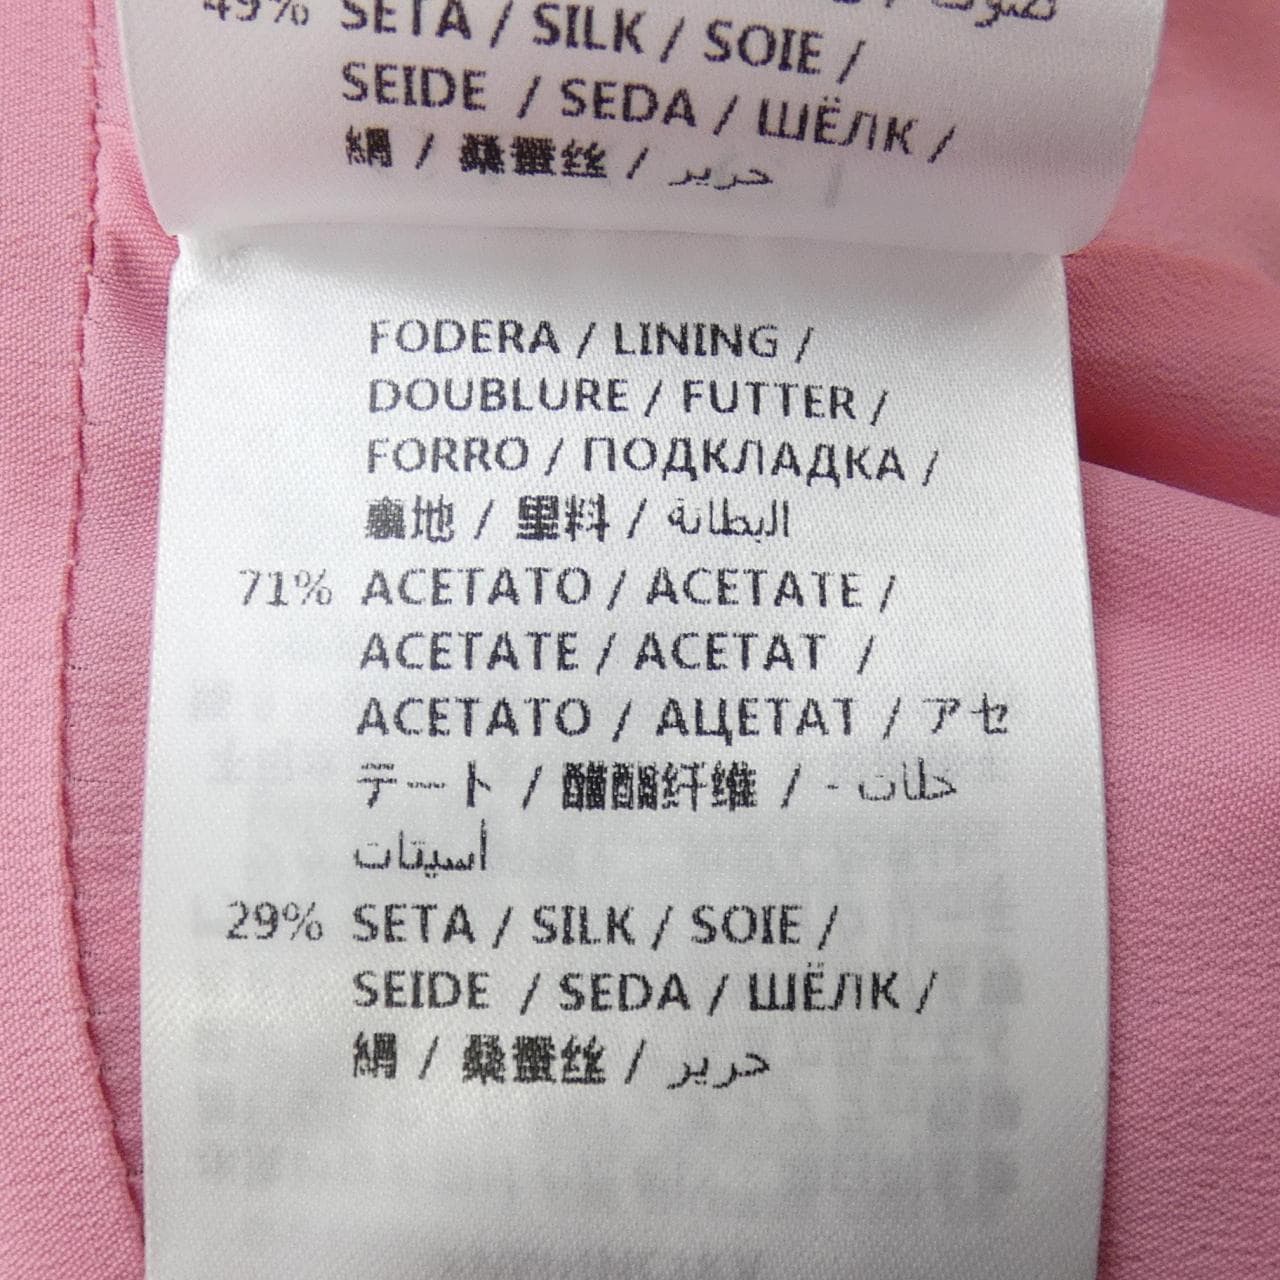 49% SETA / SILK / SOIE /
SEIDE / SEDA / ШЁЛК /
絹 / 桑蚕丝 / حرير
FODERA / LINING /
DOUBLURE / FUTTER /
FORRO / ПОДКЛАДКА /
裏地 / 里料 / البطانة
71% ACETATO / ACETATE /
ACETATE / ACETAT /
ACETATO / АЦЕТАТ / アセ
テート / 醋酯纤维 / خلات -
أسيتات
29% SETA / SILK / SOIE /
SEIDE / SEDA / ШЁЛК /
絹 / 桑蚕丝 / حرير